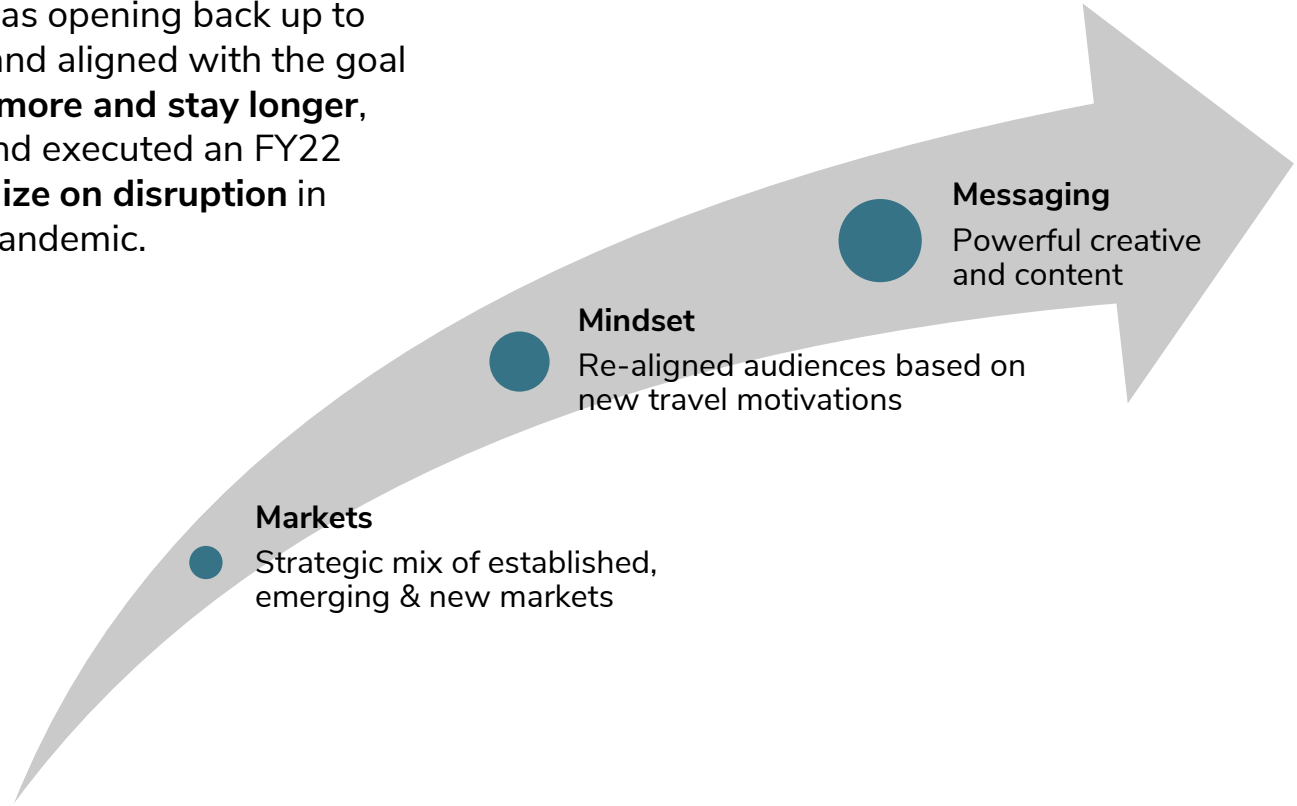 as opening back up to
and aligned with the goal
more and stay longer,
nd executed an FY22
ize on disruption in
andemic.
Messaging
Powerful creative
and content
Mindset
Re-aligned audiences based on
new travel motivations
Markets
Strategic mix of established,
emerging & new markets